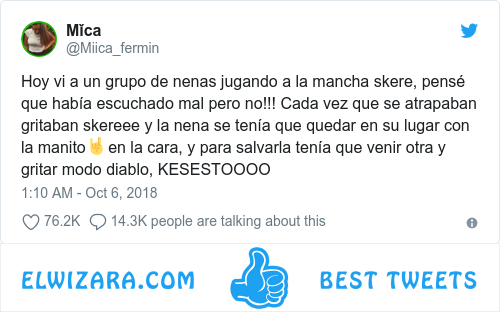 Mĭca
@Miica_fermin
Hoy vi a un grupo de nenas jugando a la mancha skere, pensé
que había escuchado mal pero no!!! Cada vez que se atrapaban
gritaban skereee y la nena se tenía que quedar en su lugar con
la manito🤘en la cara, y para salvarla tenía que venir otra y
gritar modo diablo, KESESTOOOO
1:10 AM - Oct 6, 2018
76.2K 14.3K people are talking about this
ELWIZARA.COM BEST TWEETS